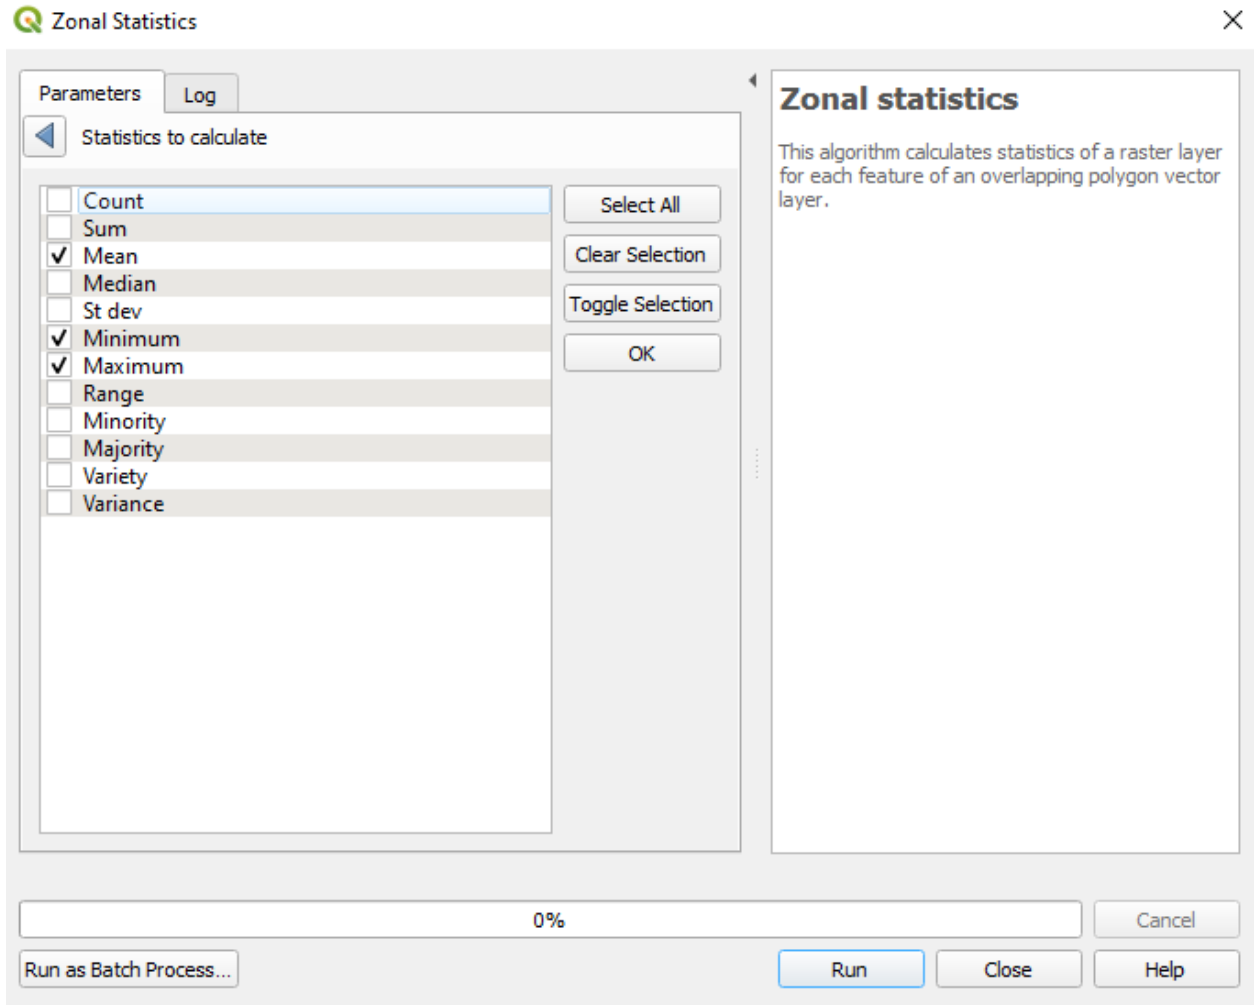 Zonal Statistics
Parameters
Log
Statistics to calculate
Count
Sum
Mean
Median
St dev
Minimum
Maximum
Range
Minority
Majority
Variety
Variance
Select All
Clear Selection
Toggle Selection
OK
Zonal statistics
This algorithm calculates statistics of a raster layer
for each feature of an overlapping polygon vector
layer.
0%
Cancel
Run as Batch Process...
Run
Close
Help